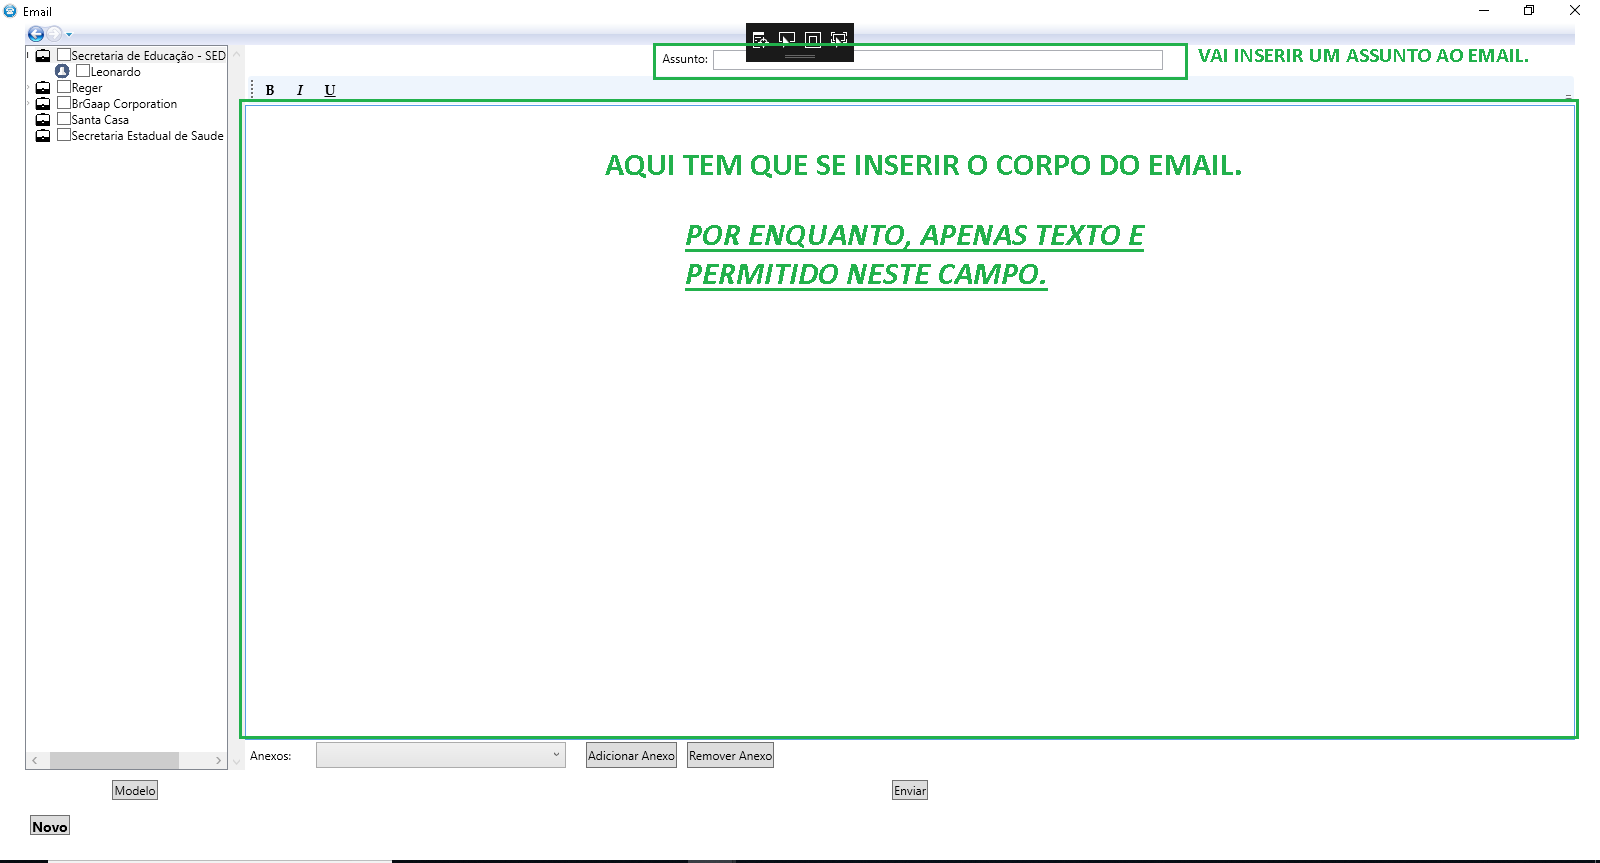 Email
Secretaria de Educação - SED
Leonardo
Reger
BrGaap Corporation
Santa Casa
Secretaria Estadual de Saude
Assunto:
VAI INSERIR UM ASSUNTO AO EMAIL.
B I U
AQUI TEM QUE SE INSERIR O CORPO DO EMAIL.
POR ENQUANTO, APENAS TEXTO E
PERMITIDO NESTE CAMPO.
Anexos:
Adicionar Anexo
Remover Anexo
Modelo
Enviar
Novo